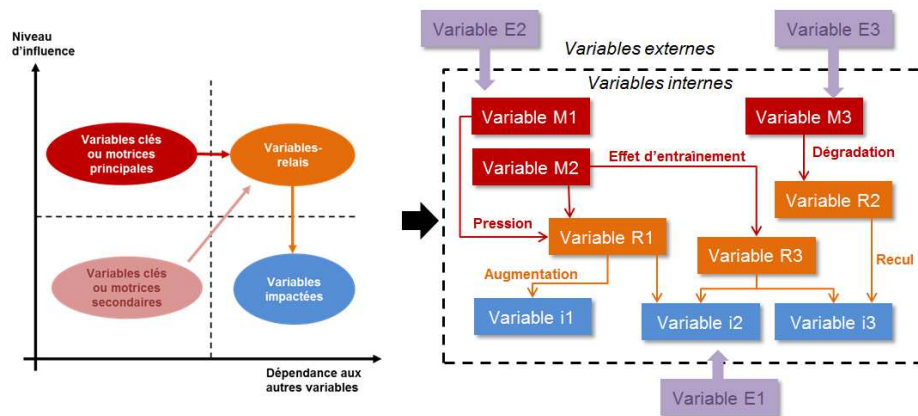 Niveau
d'influence
Variables clés
ou motrices
principales
Variables-
relais
Variables clés
ou motrices
secondaires
Variables
impactées
Dépendance aux
autres variables
Variable E2
Variables externes
Variable E3
Variables internes
Variable M1
Variable M3
Variable M2
Effet d'entraînement
Dégradation
Variable R2
Pression
Variable R1
Variable R3
Recul
Augmentation
Variable i1
Variable i2
Variable i3
Variable E1